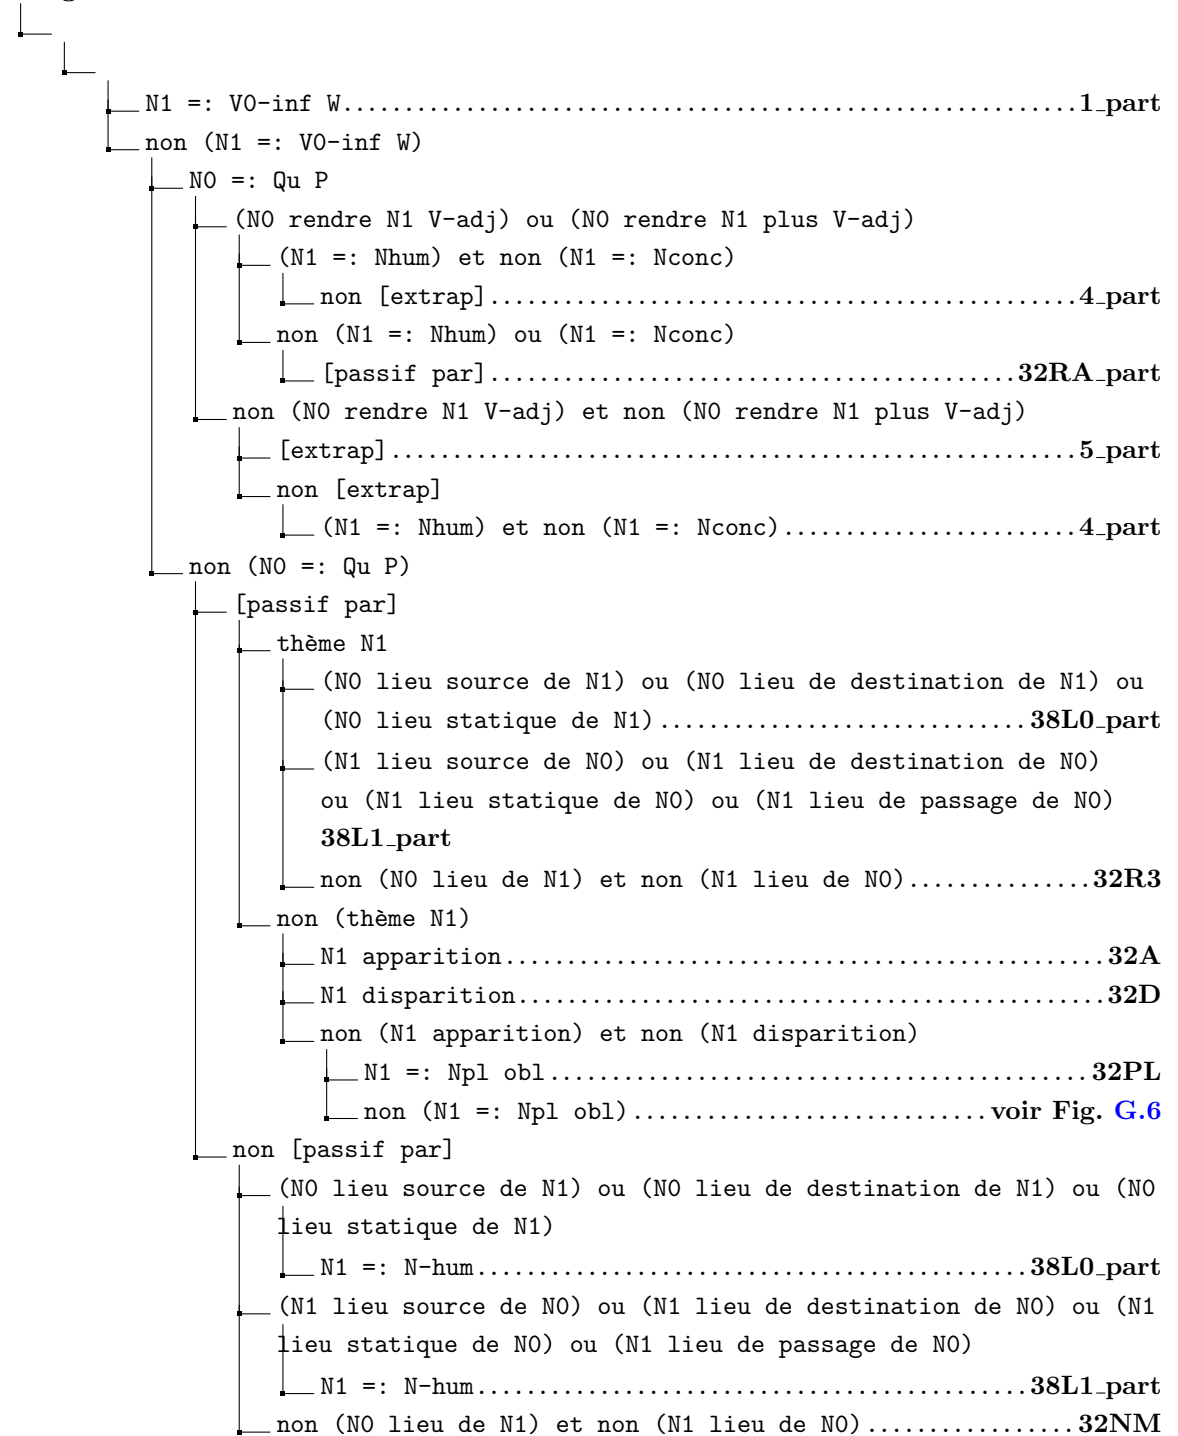 N1 =: V0-inf W........................................................1_part
non (N1 =: V0-inf W)
N0 =: Qu P
(N0 rendre N1 V-adj) ou (N0 rendre N1 plus V-adj)
(N1 =: Nhum) et non (N1 =: Nconc)
non [extrap]..............................................4_part
non (N1 =: Nhum) ou (N1 =: Nconc)
[passif par].........................................32RA_part
non (N0 rendre N1 V-adj) et non (N0 rendre N1 plus V-adj)
[extrap].....................................................5_part
non [extrap]
(N1 =: Nhum) et non (N1 =: Nconc).......................4_part
non (N0 =: Qu P)
[passif par]
thème N1
(N0 lieu source de N1) ou (N0 lieu de destination de N1) ou
(N0 lieu statique de N1).............................38L0_part
(N1 lieu source de N0) ou (N1 lieu de destination de N0)
ou (N1 lieu statique de N0) ou (N1 lieu de passage de N0)
38L1_part
non (N0 lieu de N1) et non (N1 lieu de N0)...............32R3
non (thème N1)
N1 apparition...............................................32A
N1 disparition..............................................32D
non (N1 apparition) et non (N1 disparition)
N1 =: Npl obl..........................................32PL
non (N1 =: Npl obl)............................voir Fig. G.6
non [passif par]
(N0 lieu source de N1) ou (N0 lieu de destination de N1) ou (N0
lieu statique de N1)
N1 =: N-hum...........................................38L0_part
(N1 lieu source de N0) ou (N1 lieu de destination de N0) ou (N1
lieu statique de N0) ou (N1 lieu de passage de N0)
N1 =: N-hum...........................................38L1_part
non (N0 lieu de N1) et non (N1 lieu de N0).................32NM